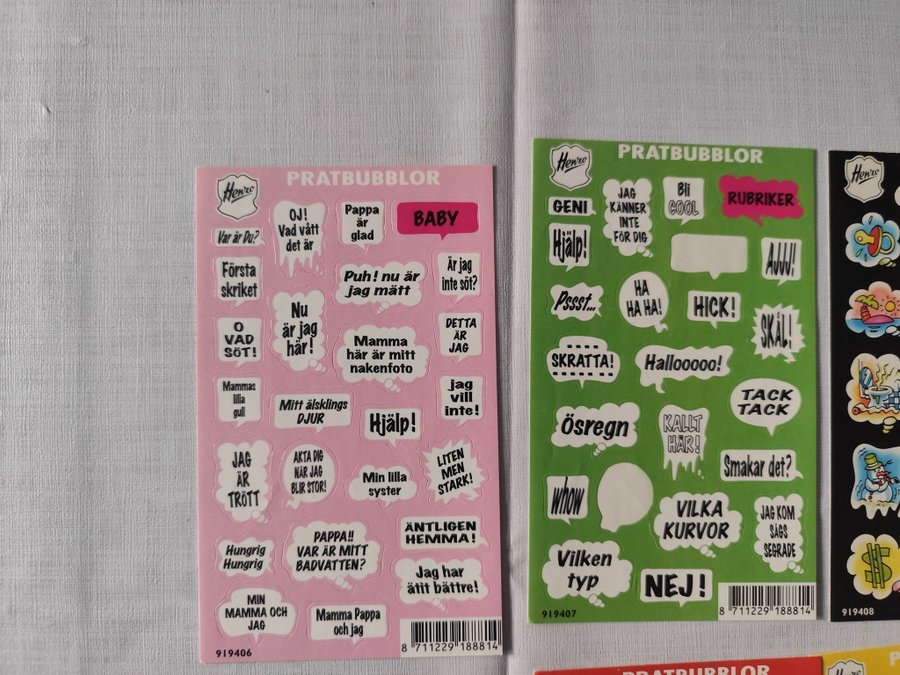 Henzo
PRATBUBBLOR
Var är Du?
OJ!
Vad vått
det är
Pappa
är
glad
BABY
Första
skriket
Puh! nu är
jag mätt
Är jag
inte söt?
O
VAD
SÖT!
Nu
är jag
här!
Mamma
här är mitt
nakenfoto
DETTA
ÄR
JAG
Mammas
lilla
gull
Mitt älsklings
DJUR
Hjälp!
jag
vill
inte!
JAG
ÄR
TRÖTT
AKTA DIG
NÄR JAG
BLIR STOR!
Min lilla
syster
LITEN
MEN
STARK!
Hungrig
Hungrig
PAPPA!!
VAR ÄR MITT
BADVATTEN?
ÄNTLIGEN
HEMMA!
Jag har
ätit bättre!
MIN
MAMMA OCH
JAG
Mamma Pappa
och jag
919406
8 711229 188814
Henzo
PRATBUBBLOR
GENI
JAG
KÄNNER
INTE
FÖR DIG
Bli
COOL
RUBRIKER
Hjälp!
AJJJ!
Pssst...
HA
HA HA!
HICK!
SKÅL!
SKRATTA!
Hallooooo!
TACK
TACK
Ösregn
KALLT
HÄR!
Smakar det?
whow
VILKA
KURVOR
JAG KOM
SÅGS
SEGRADE
Vilken
typ
NEJ!
919407
8 711229 188814
Henzo
919408
PRATBUBBLOR